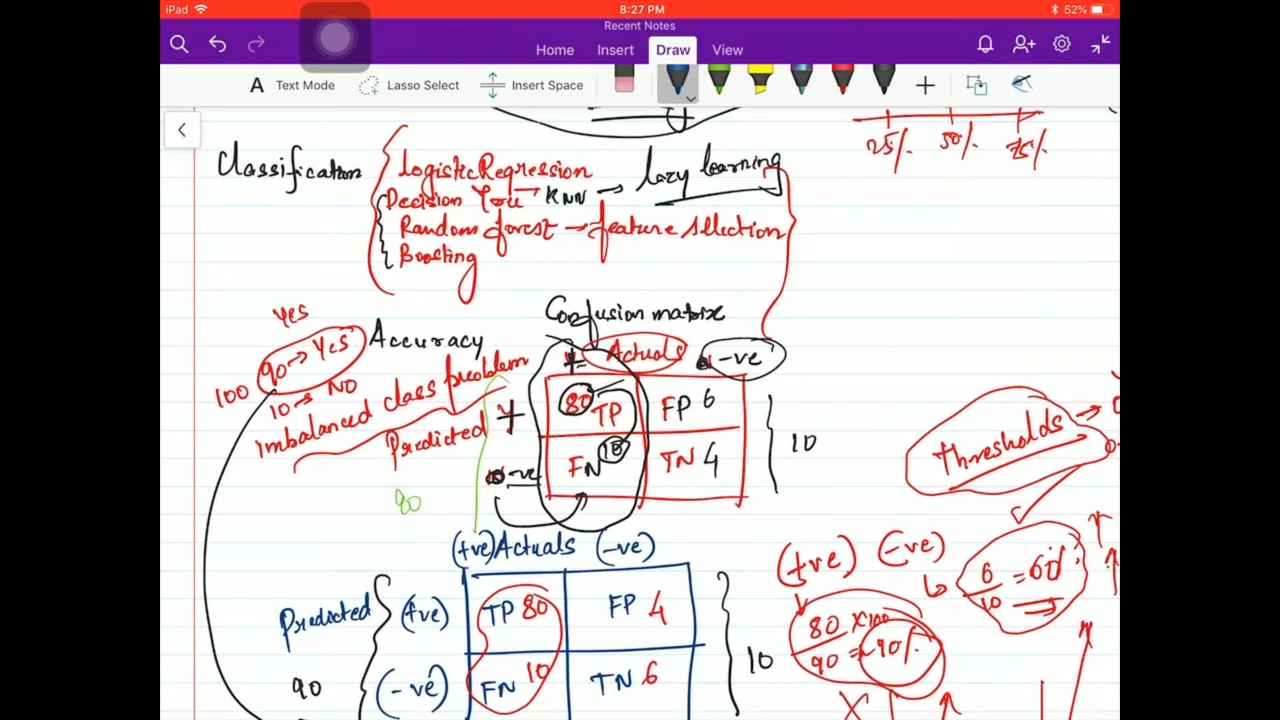 iPad 8:27 PM 52%
Recent Notes
Home Insert Draw View
A Text Mode Lasso Select Insert Space
25% 50% 75%
Classification
Logistic Regression
Decision Tree → KNN → lazy learning
Random forest → feature selection
Boosting
Confusion matrix
Yes
Accuracy
+ Actuals -ve
100 90 → Yes
10 → NO
Imbalanced class problem
Predicted
+ 80 TP FP 6
-ve FN 10 TN 4
10
90
thresholds →
(+ve) Actuals (-ve)
(+ve) (-ve)
6/10 = 60%
Predicted (+ve) TP 80 FP 4
80/90 x 100 = ~90%
90 (-ve) FN 10 TN 6
10